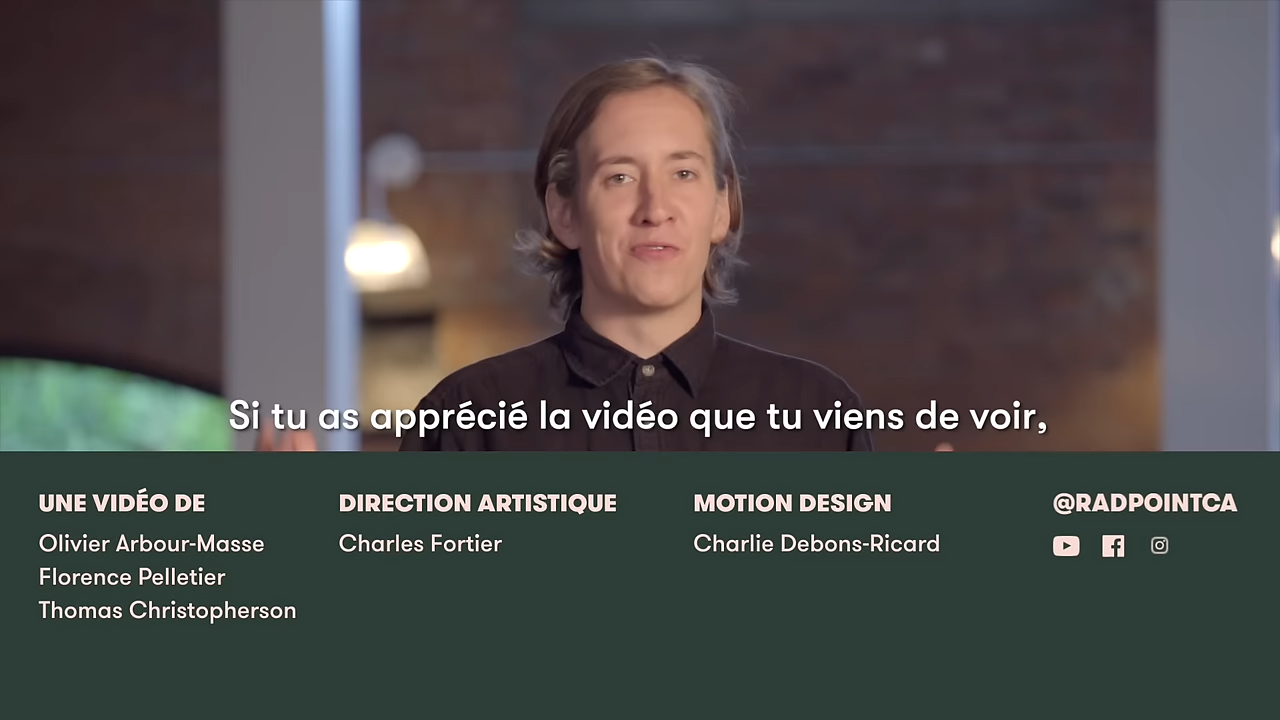 Si tu as apprécié la vidéo que tu viens de voir,
UNE VIDÉO DE
Olivier Arbour-Masse
Florence Pelletier
Thomas Christopherson
DIRECTION ARTISTIQUE
Charles Fortier
MOTION DESIGN
Charlie Debons-Ricard
@RADPOINTCA